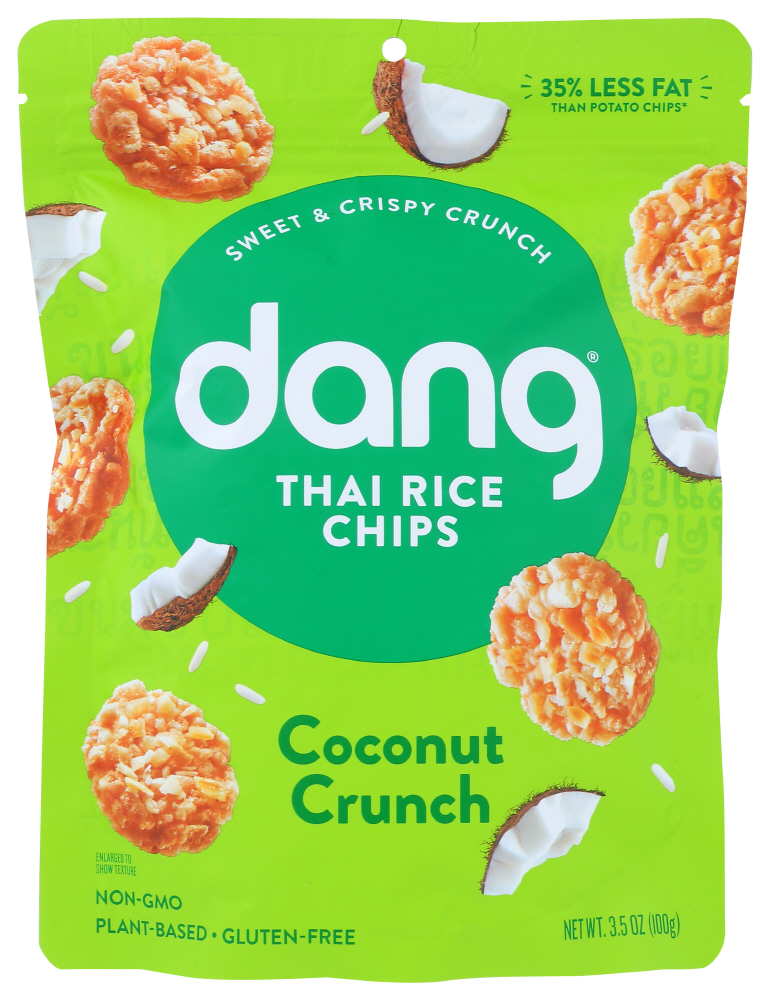 35% LESS FAT
THAN POTATO CHIPS*
SWEET & CRISPY CRUNCH
dang®
THAI RICE
CHIPS
Coconut
Crunch
ENLARGED TO
SHOW TEXTURE
NON-GMO
PLANT-BASED • GLUTEN-FREE
NET WT. 3.5 OZ (100g)